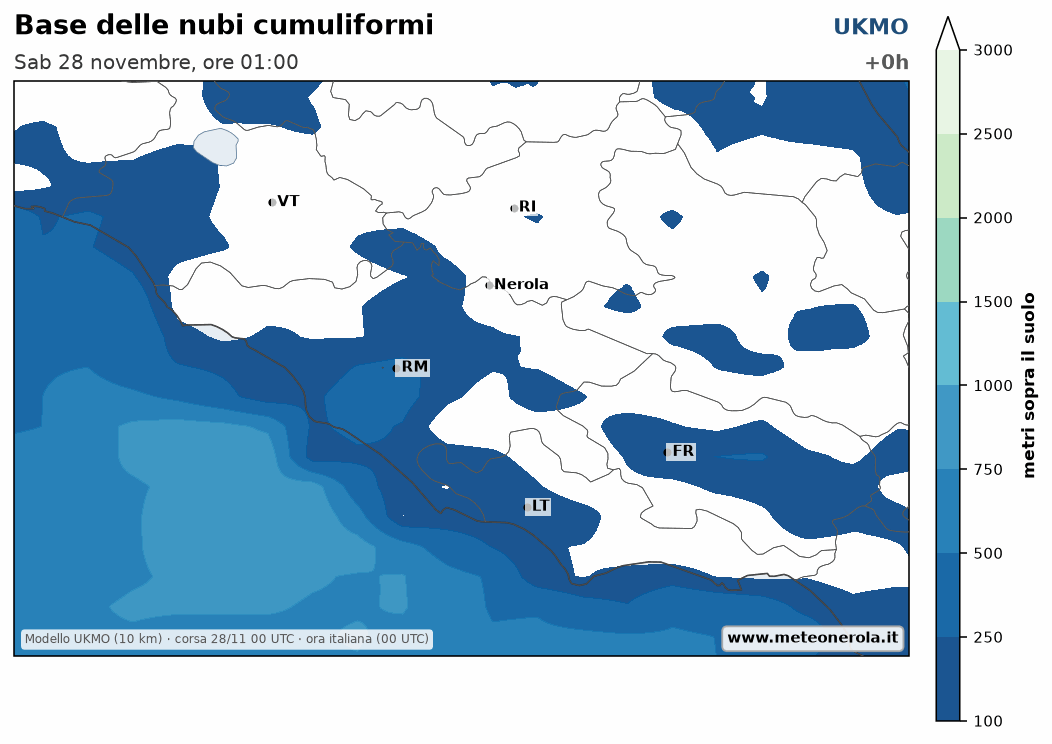 Base delle nubi cumuliformi
UKMO
Sab 28 novembre, ore 01:00
+0h
VT
RI
Nerola
RM
FR
LT
Modello UKMO (10 km) · corsa 28/11 00 UTC · ora italiana (00 UTC)
www.meteonerola.it
3000
2500
2000
1500
1000
750
500
250
100
metri sopra il suolo